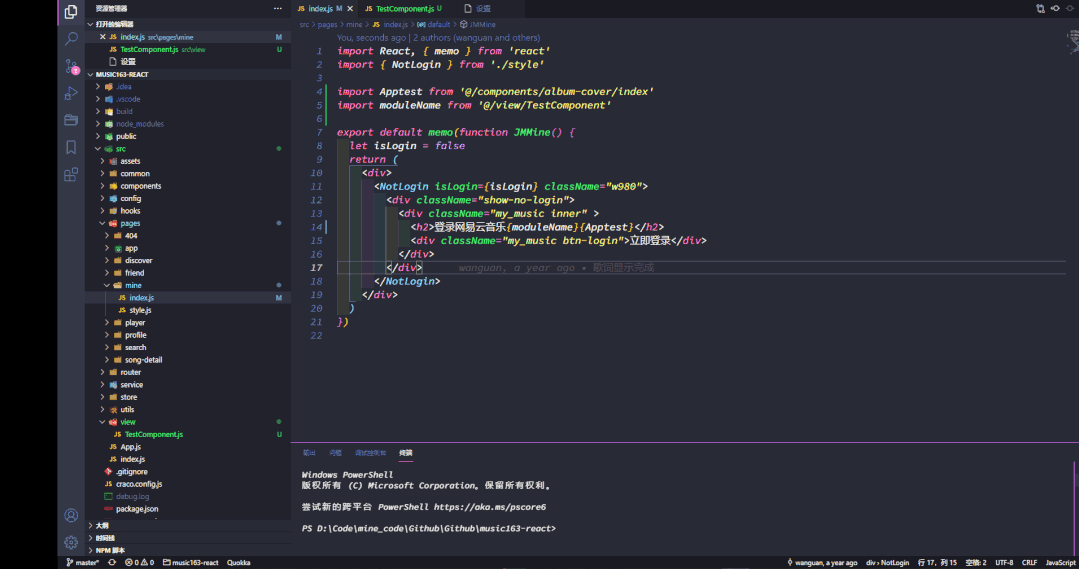 资源管理器
打开的编辑器
index.js src\pages\mine M
TestComponent.js src\view U
设置
MUSIC163-REACT
.idea
.vscode
build
node_modules
public
src
assets
common
components
config
hooks
pages
404
app
discover
friend
mine
index.js M
style.js
player
profile
search
song-detail
router
service
store
utils
view
TestComponent.js U
App.js
index.js
.gitignore
craco.config.js
debug.log
package.json
大纲
时间线
NPM 脚本
index.js M
TestComponent.js U
设置
src > pages > mine > JS index.js > default > JMMine
You, seconds ago | 2 authors (wanguan and others)
1 import React, { memo } from 'react'
2 import { NotLogin } from './style'
3
4 import Apptest from '@/components/album-cover/index'
5 import moduleName from '@/view/TestComponent'
6
7 export default memo(function JMMine() {
8 let isLogin = false
9 return (
10 <div>
11 <NotLogin isLogin={isLogin} className="w980">
12 <div className="show-no-login">
13 <div className="my_music inner" >
14 <h2>登录网易云音乐{moduleName}{Apptest}</h2>
15 <div className="my_music btn-login">立即登录</div>
16 </div>
17 </div> wanguan, a year ago • 歌词显示完成
18 </NotLogin>
19 </div>
20 )
21 })
22
输出 问题 调试控制台 终端
Windows PowerShell
版权所有 (C) Microsoft Corporation。保留所有权利。
尝试新的跨平台 PowerShell https://aka.ms/pscore6
PS D:\Code\mine_code\Github\Github\music163-react>
master* 0 0 music163-react Quokka wanguan, a year ago div > NotLogin 行 17，列 15 空格: 2 UTF-8 CRLF JavaScript